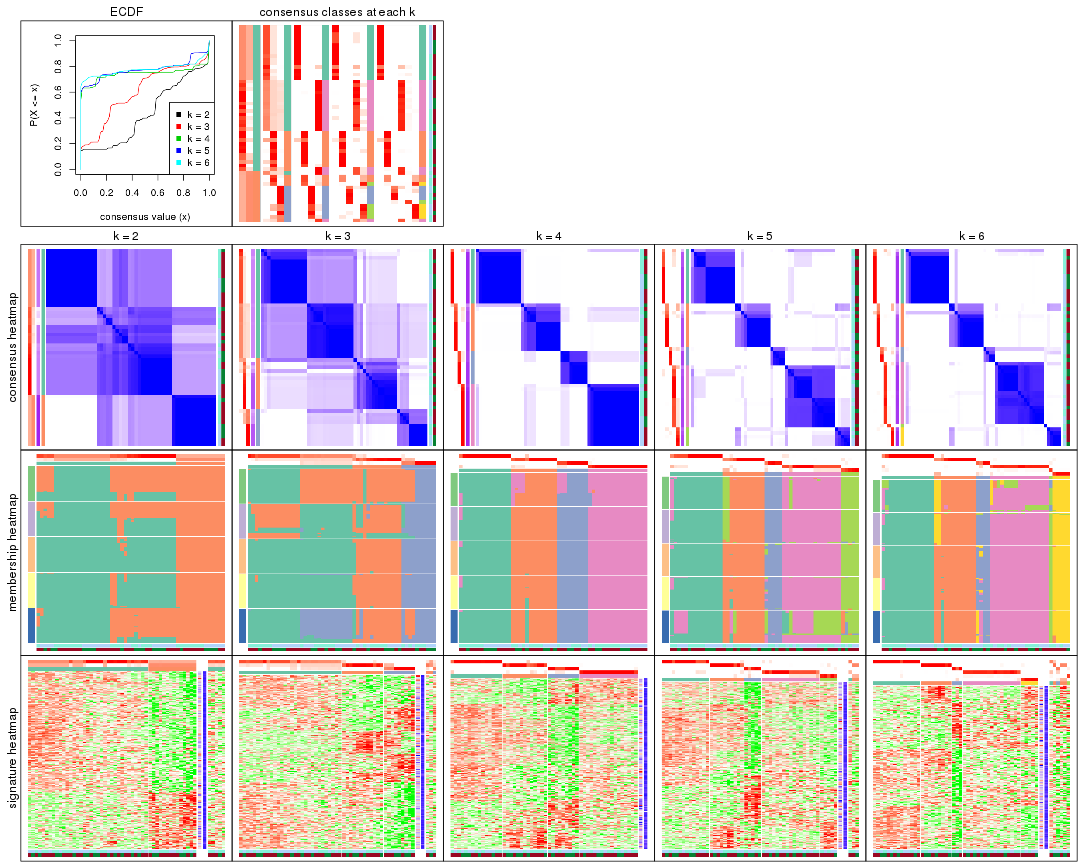 ECDF
consensus classes at each k
P(X <= x)
0.0 0.2 0.4 0.6 0.8 1.0
k = 2
k = 3
k = 4
k = 5
k = 6
0.0 0.2 0.4 0.6 0.8 1.0
consensus value (x)
k = 2
k = 3
k = 4
k = 5
k = 6
consensus heatmap
membership heatmap
signature heatmap